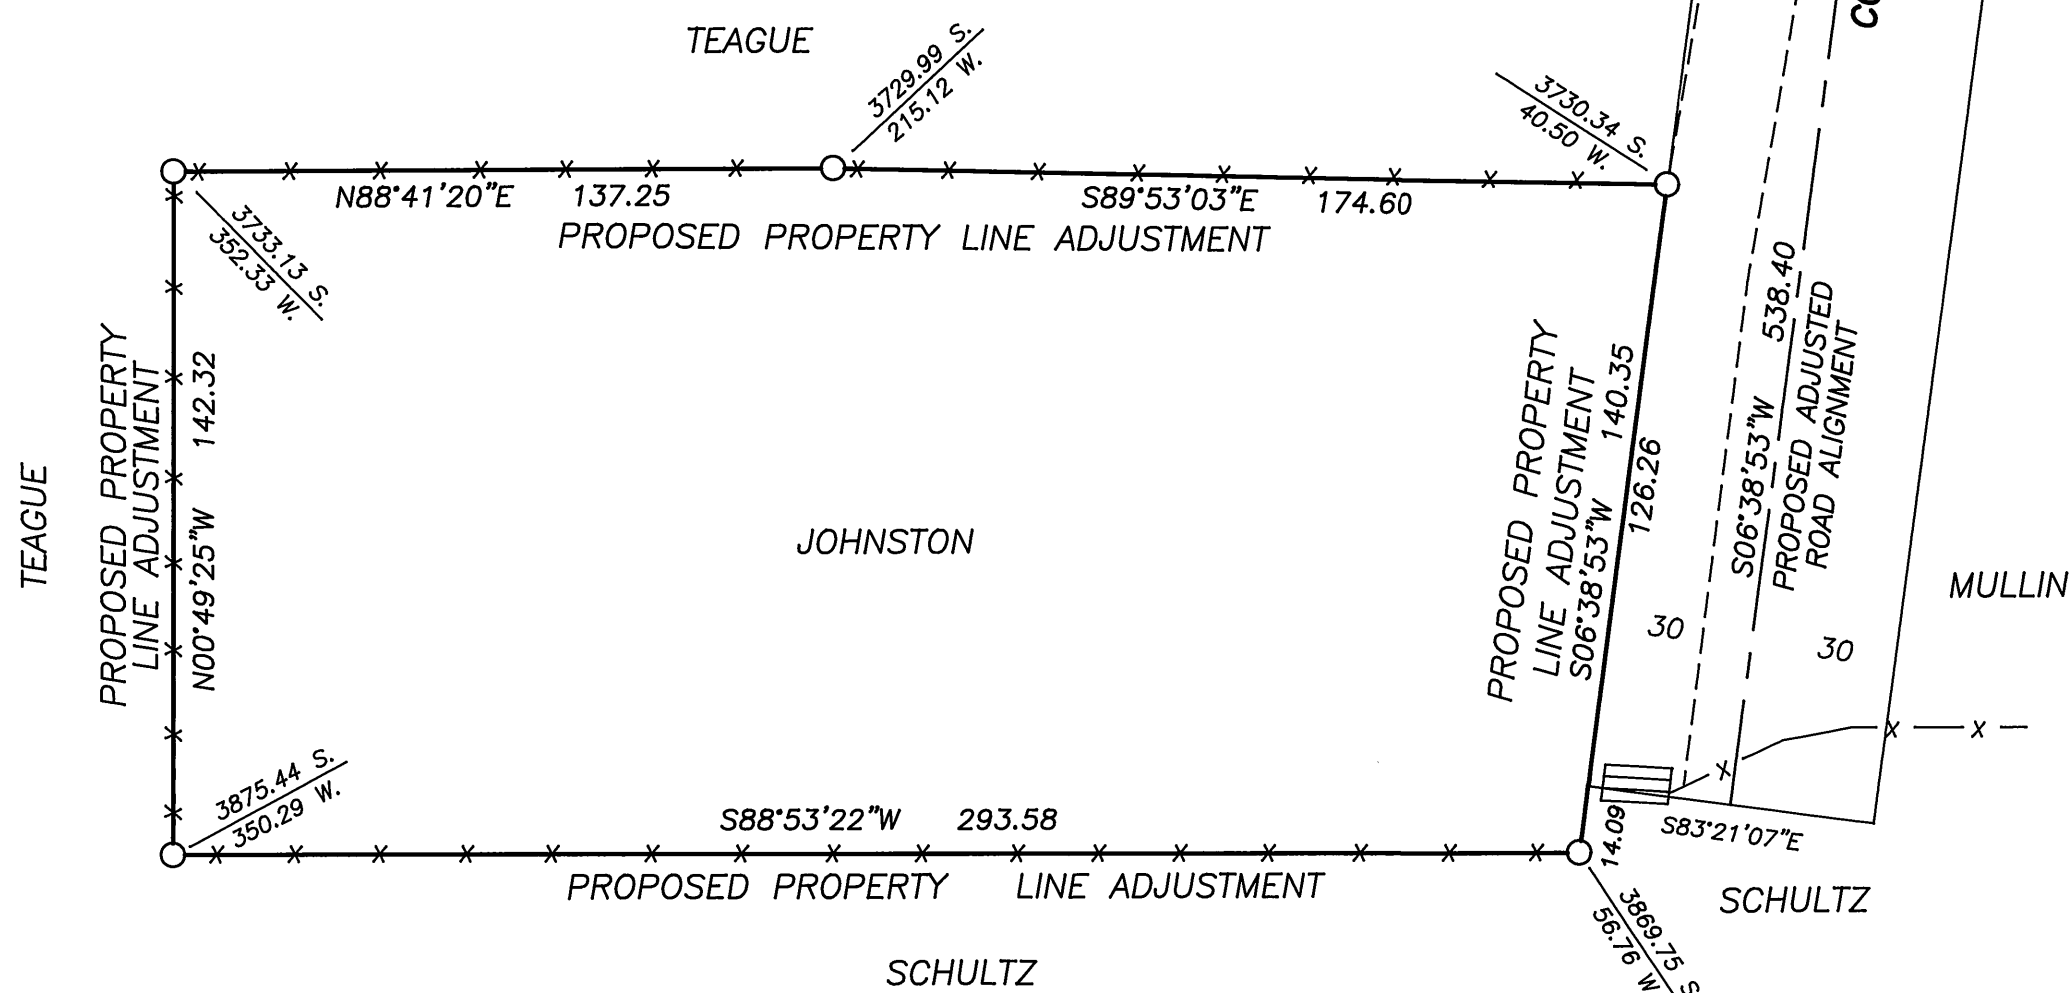 TEAGUE
3729.99 S.
215.12 W.
3730.34 S.
40.50 W.
N88°41'20"E 137.25
S89°53'03"E 174.60
PROPOSED PROPERTY LINE ADJUSTMENT
3733.13 S.
352.33 W.
TEAGUE
PROPOSED PROPERTY
LINE ADJUSTMENT
N00°49'25"W 142.32
JOHNSTON
PROPOSED PROPERTY
LINE ADJUSTMENT
S06°38'53"W 140.35
126.26
S06°38'53"W 538.40
PROPOSED ADJUSTED
ROAD ALIGNMENT
30
30
MULLIN
3875.44 S.
350.29 W.
S88°53'22"W 293.58
PROPOSED PROPERTY LINE ADJUSTMENT
14.09
S83°21'07"E
3869.75 S
56.76 W
SCHULTZ
SCHULTZ